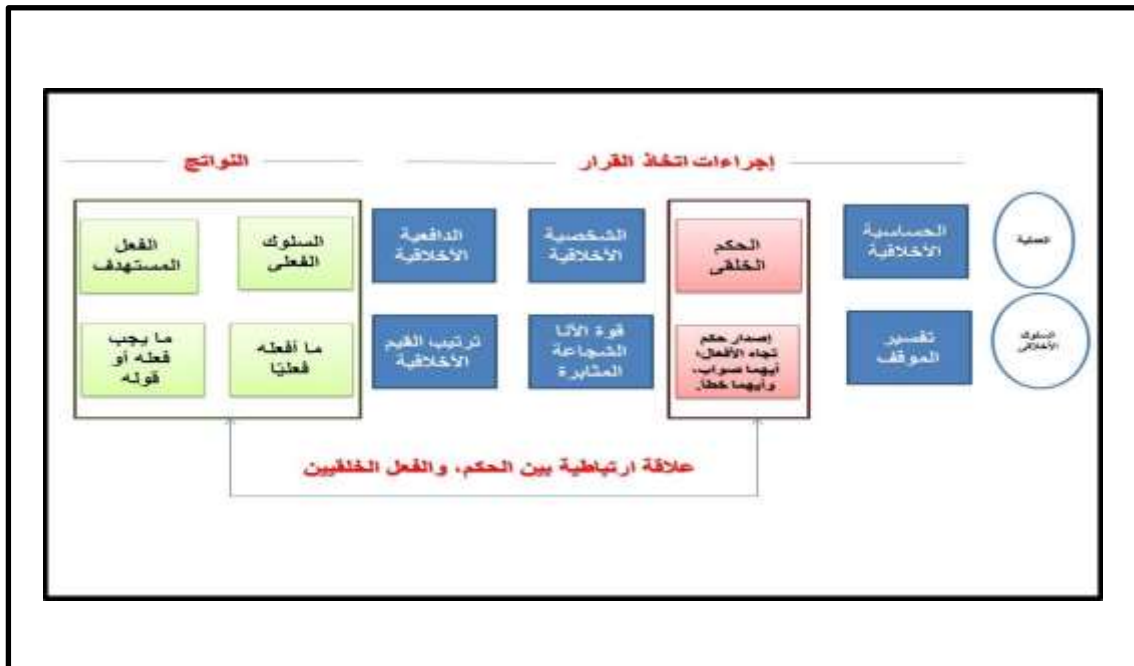 إجراءات اتخاذ القرار
النواتج
العملية
الحساسية
الأخلاقية
الحكم
الخلقى
الشخصية
الأخلاقية
الدافعية
الأخلاقية
السلوك
الفعلى
الفعل
المستهدف
السلوك
الأخلاقى
تفسير
الموقف
إصدار حكم
تجاه الأفعال؛
أيهما صواب،
وأيهما خطأ.
قوة الأنا
الشجاعة
المثابرة
ترتيب القيم
الأخلاقية
ما أفعله
فعليًا
ما يجب
فعله أو
قوله
علاقة ارتباطية بين الحكم، والفعل الخلقيين